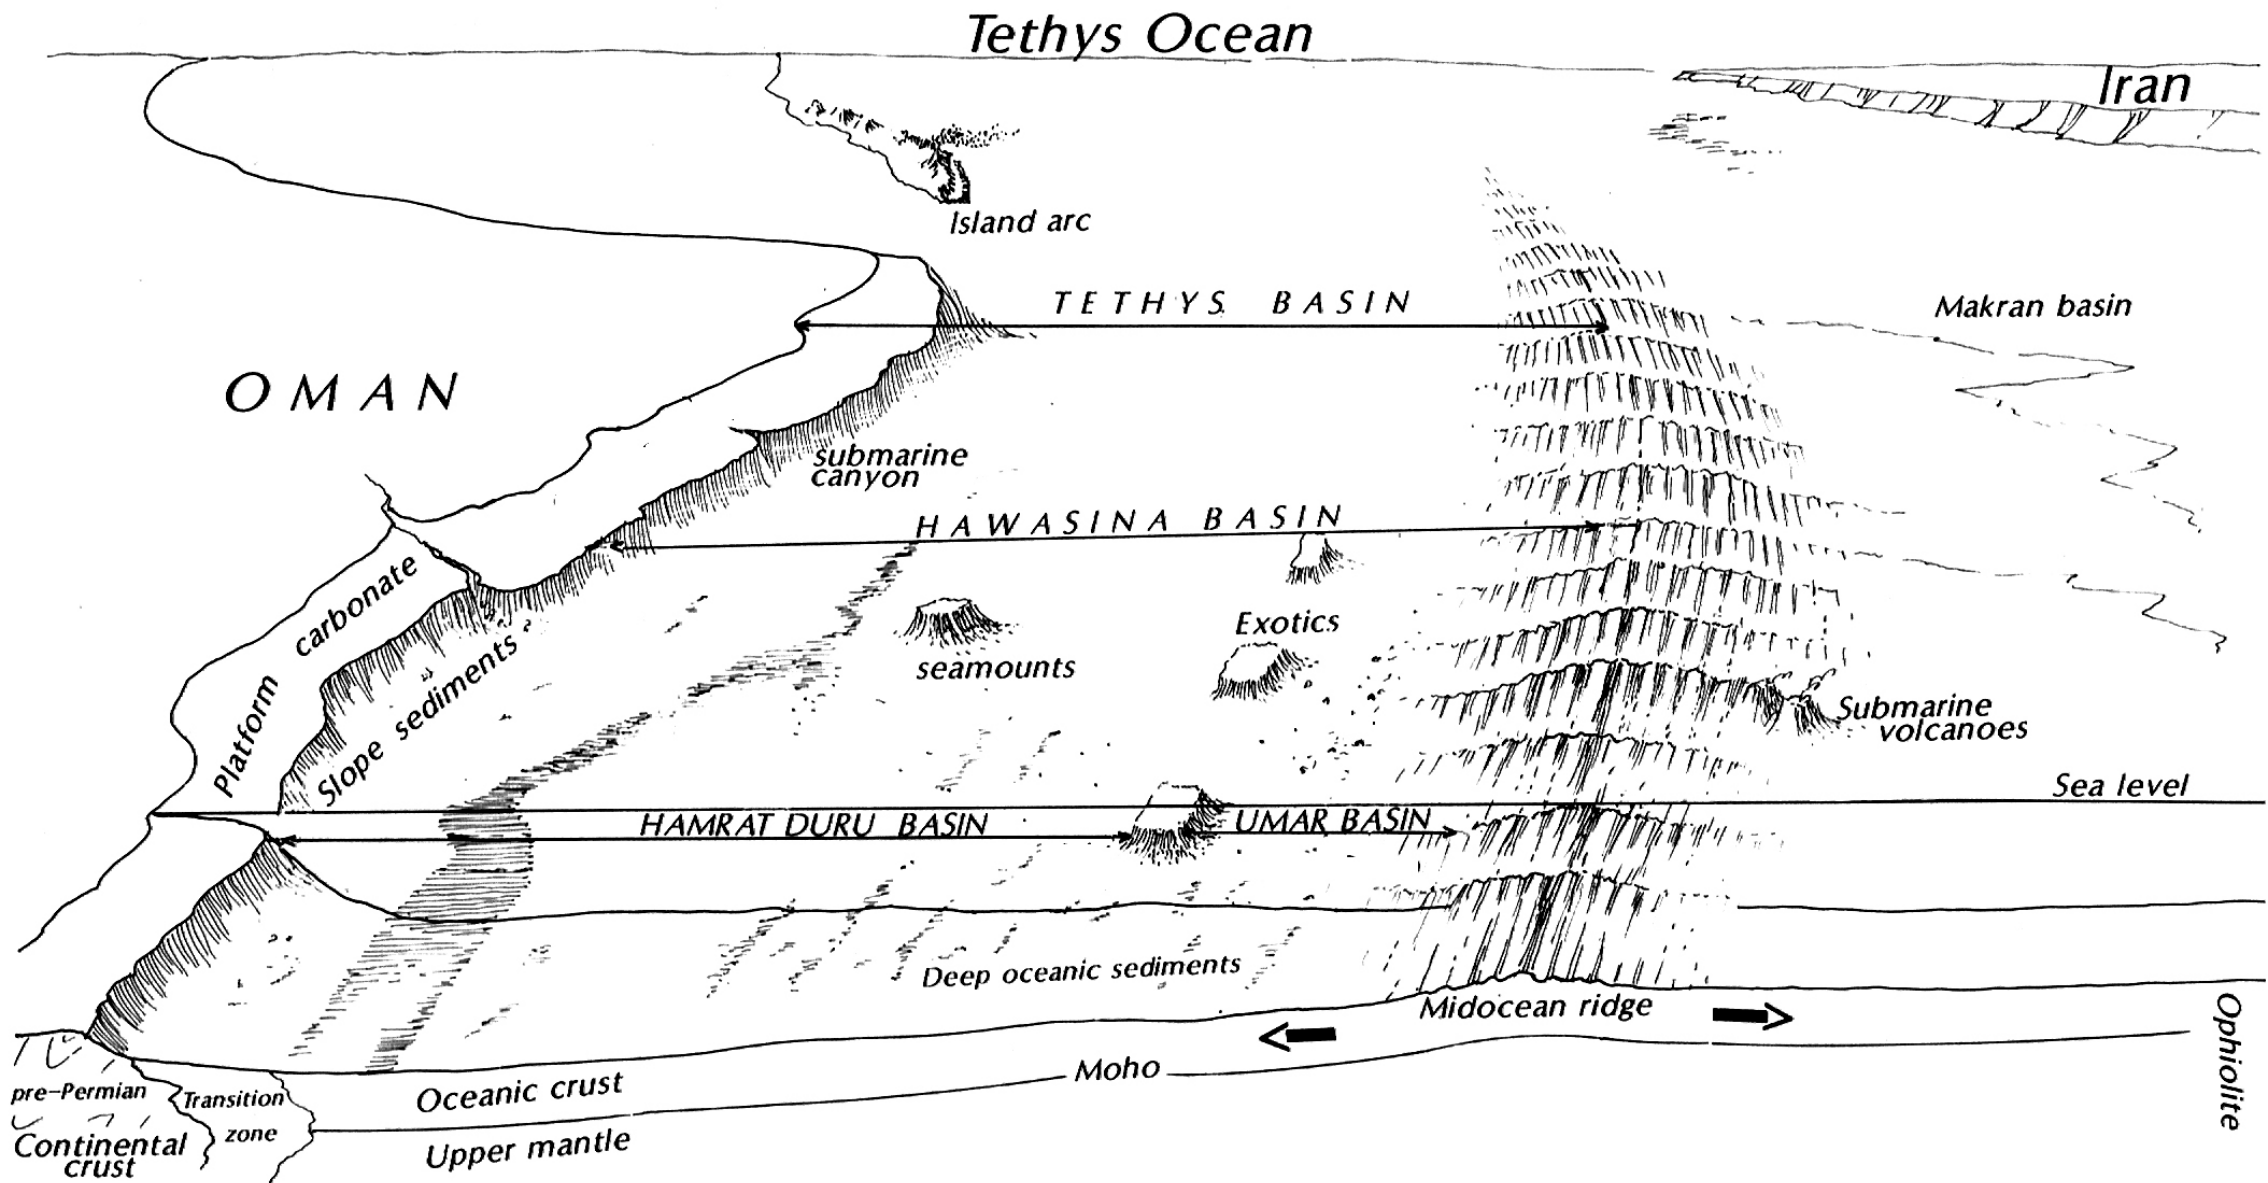 Tethys Ocean
Iran
Island arc
TETHYS BASIN
Makran basin
OMAN
submarine
canyon
HAWASINA BASIN
Platform carbonate
Slope sediments
Exotics
seamounts
Submarine
volcanoes
Sea level
HAMRAT DURU BASIN
UMAR BASIN
Deep oceanic sediments
Midocean ridge
Ophiolite
Moho
pre-Permian
Continental
crust
Transition
zone
Oceanic crust
Upper mantle